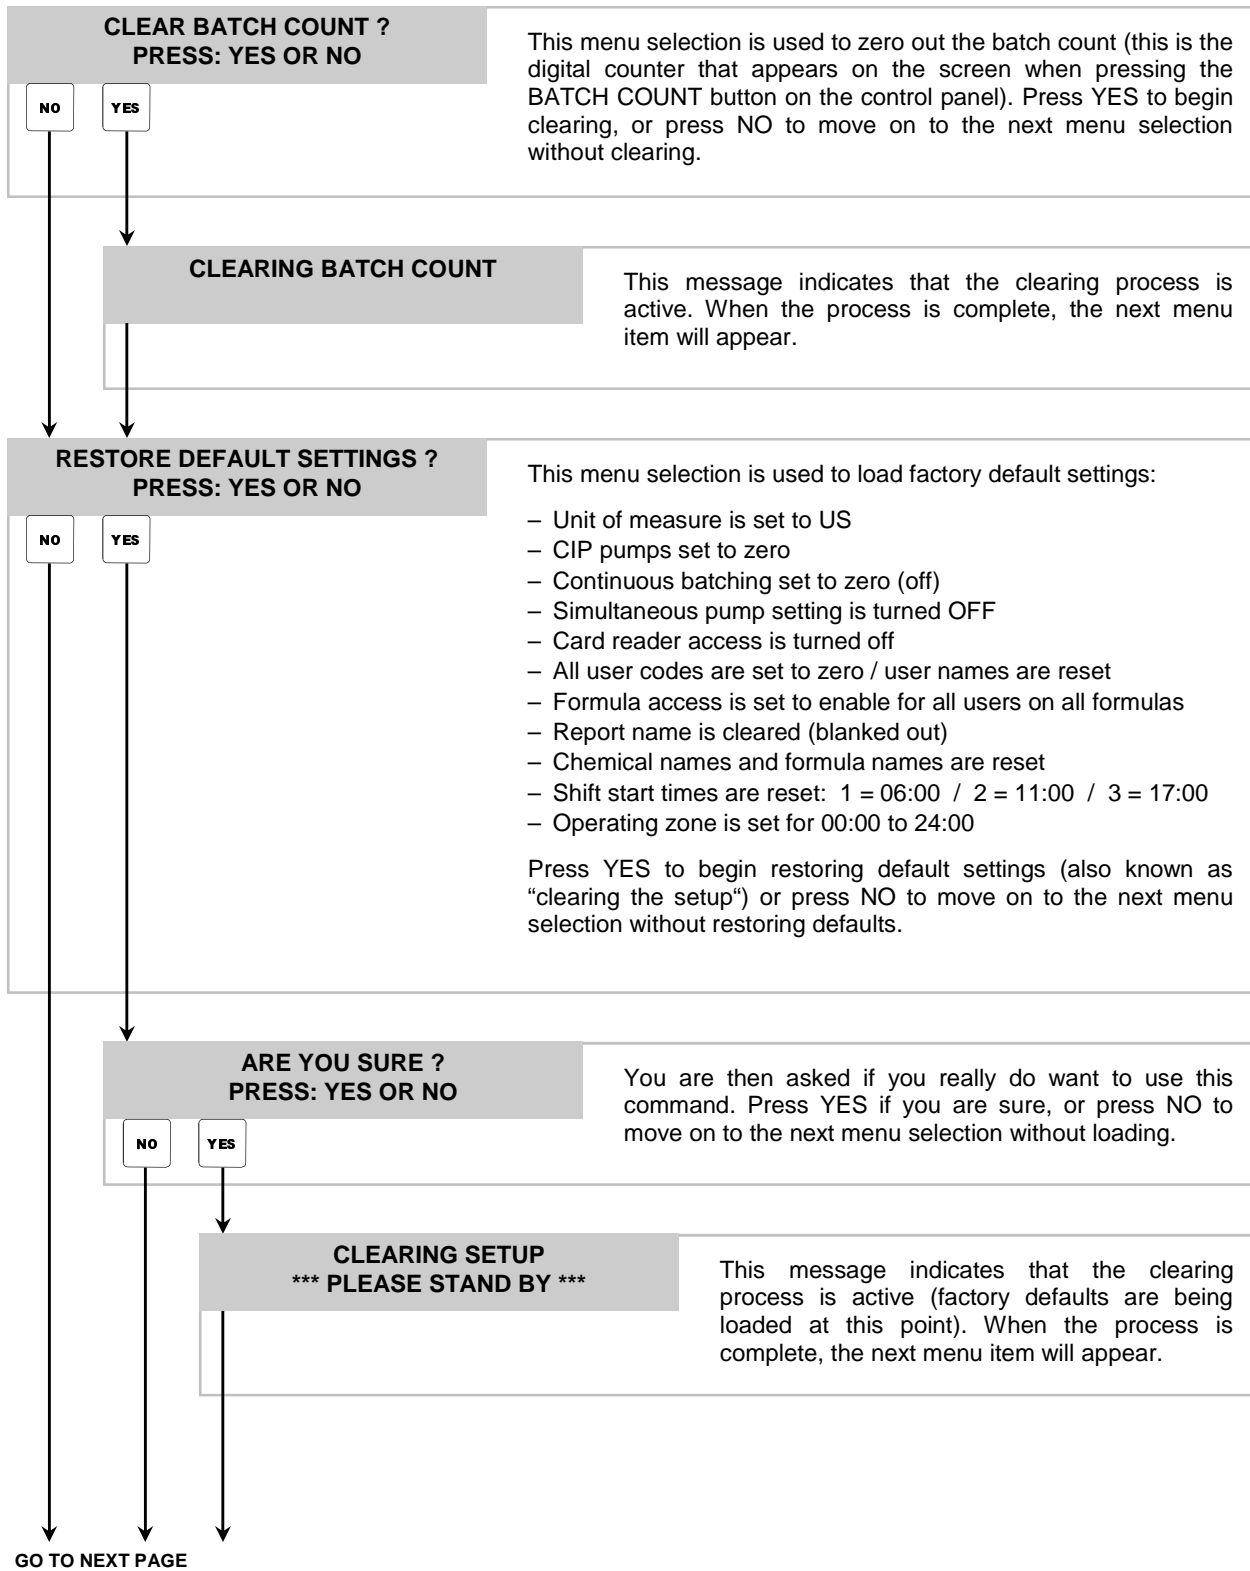 CLEAR BATCH COUNT ?
PRESS: YES OR NO
NO
YES
This menu selection is used to zero out the batch count (this is the
digital counter that appears on the screen when pressing the
BATCH COUNT button on the control panel). Press YES to begin
clearing, or press NO to move on to the next menu selection
without clearing.
CLEARING BATCH COUNT
This message indicates that the clearing process is
active. When the process is complete, the next menu
item will appear.
RESTORE DEFAULT SETTINGS ?
PRESS: YES OR NO
NO
YES
This menu selection is used to load factory default settings:
– Unit of measure is set to US
– CIP pumps set to zero
– Continuous batching set to zero (off)
– Simultaneous pump setting is turned OFF
– Card reader access is turned off
– All user codes are set to zero / user names are reset
– Formula access is set to enable for all users on all formulas
– Report name is cleared (blanked out)
– Chemical names and formula names are reset
– Shift start times are reset: 1 = 06:00 / 2 = 11:00 / 3 = 17:00
– Operating zone is set for 00:00 to 24:00
Press YES to begin restoring default settings (also known as
“clearing the setup“) or press NO to move on to the next menu
selection without restoring defaults.
ARE YOU SURE ?
PRESS: YES OR NO
NO
YES
You are then asked if you really do want to use this
command. Press YES if you are sure, or press NO to
move on to the next menu selection without loading.
CLEARING SETUP
*** PLEASE STAND BY ***
This message indicates that the clearing
process is active (factory defaults are being
loaded at this point). When the process is
complete, the next menu item will appear.
GO TO NEXT PAGE